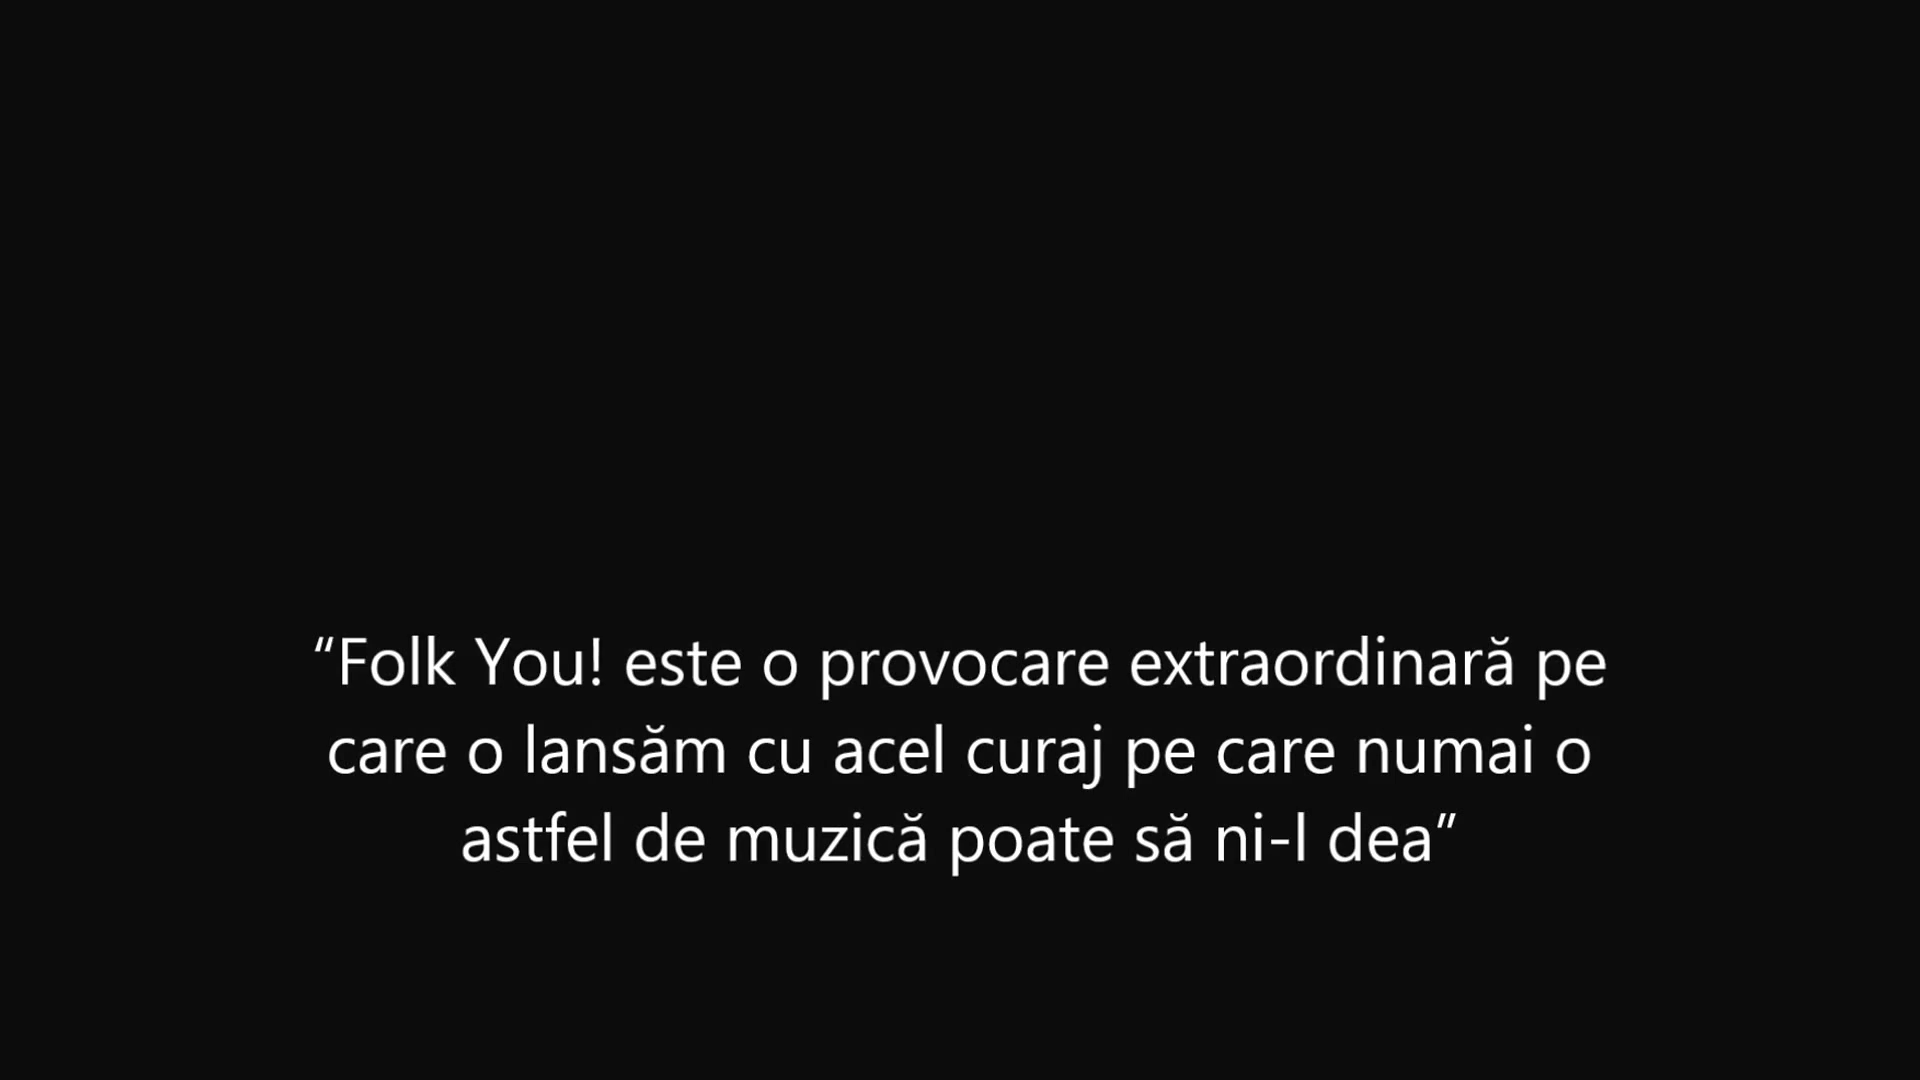 “Folk You! este o provocare extraordinară pe
care o lansăm cu acel curaj pe care numai o
astfel de muzică poate să ni-l dea”